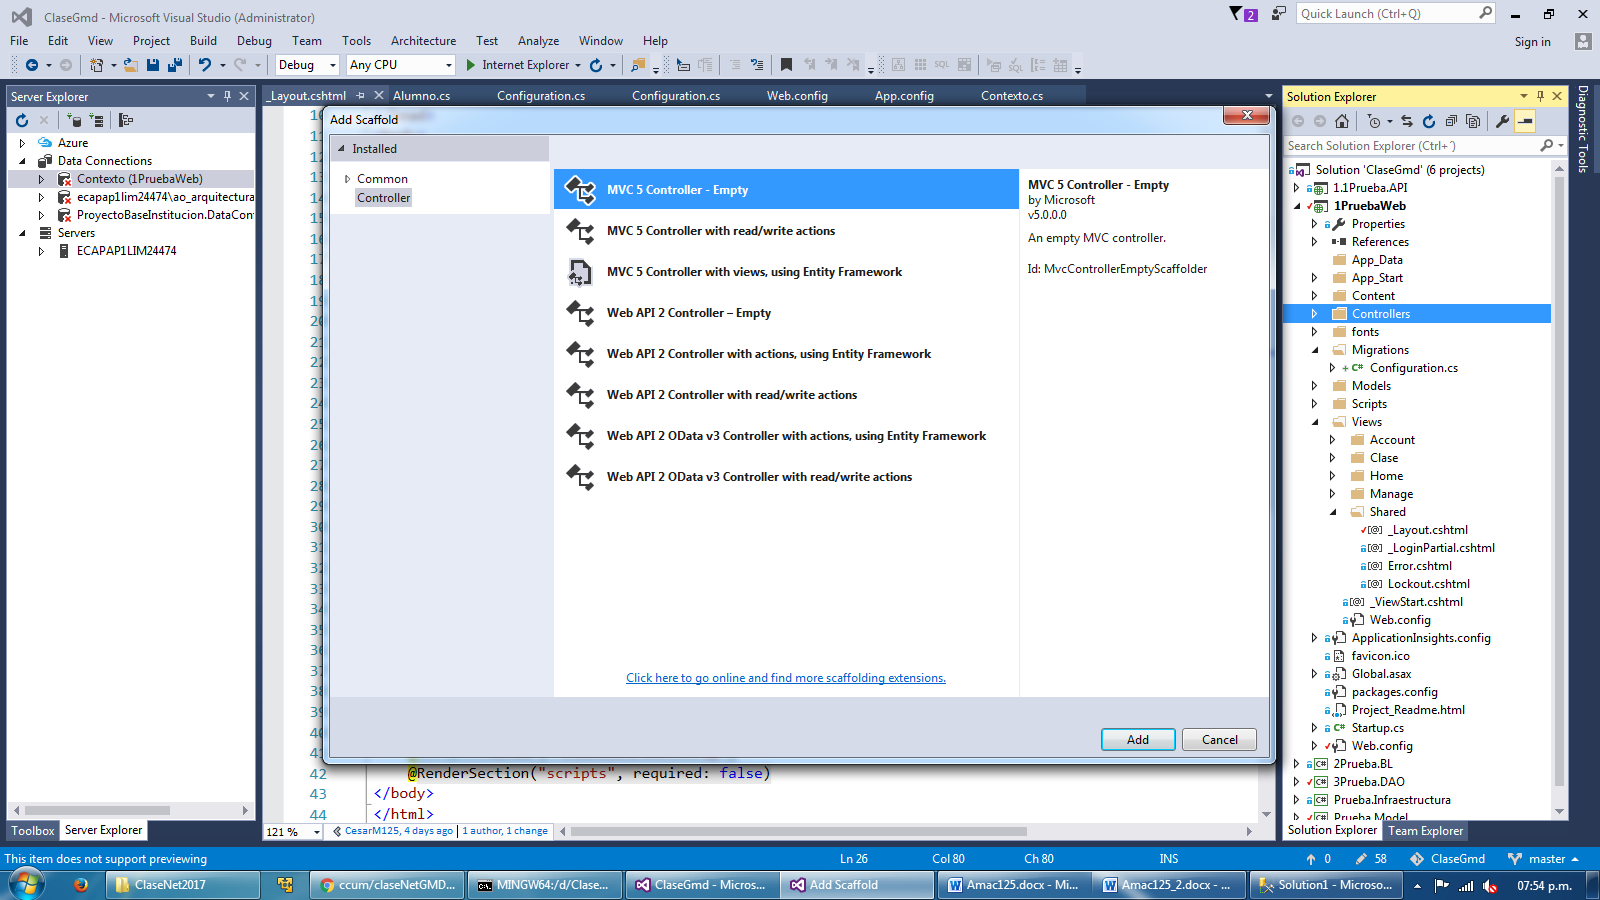 ClaseGmd - Microsoft Visual Studio (Administrator)
2
Quick Launch (Ctrl+Q)
File Edit View Project Build Debug Team Tools Architecture Test Analyze Window Help
Sign in
Debug
Any CPU
Internet Explorer
Server Explorer
Azure
Data Connections
Contexto (1PruebaWeb)
ecapap1lim24474\ao_arquitectura
ProyectoBaseInstitucion.DataCon
Servers
ECAPAP1LIM24474
Toolbox
Server Explorer
_Layout.cshtml
Alumno.cs
Configuration.cs
Configuration.cs
Web.config
App.config
Contexto.cs
Add Scaffold
Installed
Common
Controller
MVC 5 Controller - Empty
MVC 5 Controller with read/write actions
MVC 5 Controller with views, using Entity Framework
Web API 2 Controller – Empty
Web API 2 Controller with actions, using Entity Framework
Web API 2 Controller with read/write actions
Web API 2 OData v3 Controller with actions, using Entity Framework
Web API 2 OData v3 Controller with read/write actions
Click here to go online and find more scaffolding extensions.
MVC 5 Controller - Empty
by Microsoft
v5.0.0.0
An empty MVC controller.
Id: MvcControllerEmptyScaffolder
Add
Cancel
42 @RenderSection("scripts", required: false)
43 </body>
44 </html>
121 %
CesarM125, 4 days ago | 1 author, 1 change
Solution Explorer
Search Solution Explorer (Ctrl+´)
Solution 'ClaseGmd' (6 projects)
1.1Prueba.API
1PruebaWeb
Properties
References
App_Data
App_Start
Content
Controllers
fonts
Migrations
Configuration.cs
Models
Scripts
Views
Account
Clase
Home
Manage
Shared
_Layout.cshtml
_LoginPartial.cshtml
Error.cshtml
Lockout.cshtml
_ViewStart.cshtml
Web.config
ApplicationInsights.config
favicon.ico
Global.asax
packages.config
Project_Readme.html
Startup.cs
Web.config
2Prueba.BL
3Prueba.DAO
Prueba.Infraestructura
Prueba.Model
Solution Explorer
Team Explorer
Diagnostic Tools
This item does not support previewing
Ln 26
Col 80
Ch 80
INS
0
58
ClaseGmd
master
ClaseNet2017
ccum/claseNetGMD...
MINGW64:/d/Clase...
ClaseGmd - Micros...
Add Scaffold
Amac125.docx - Mi...
Amac125_2.docx - ...
Solution1 - Microso...
07:54 p.m.